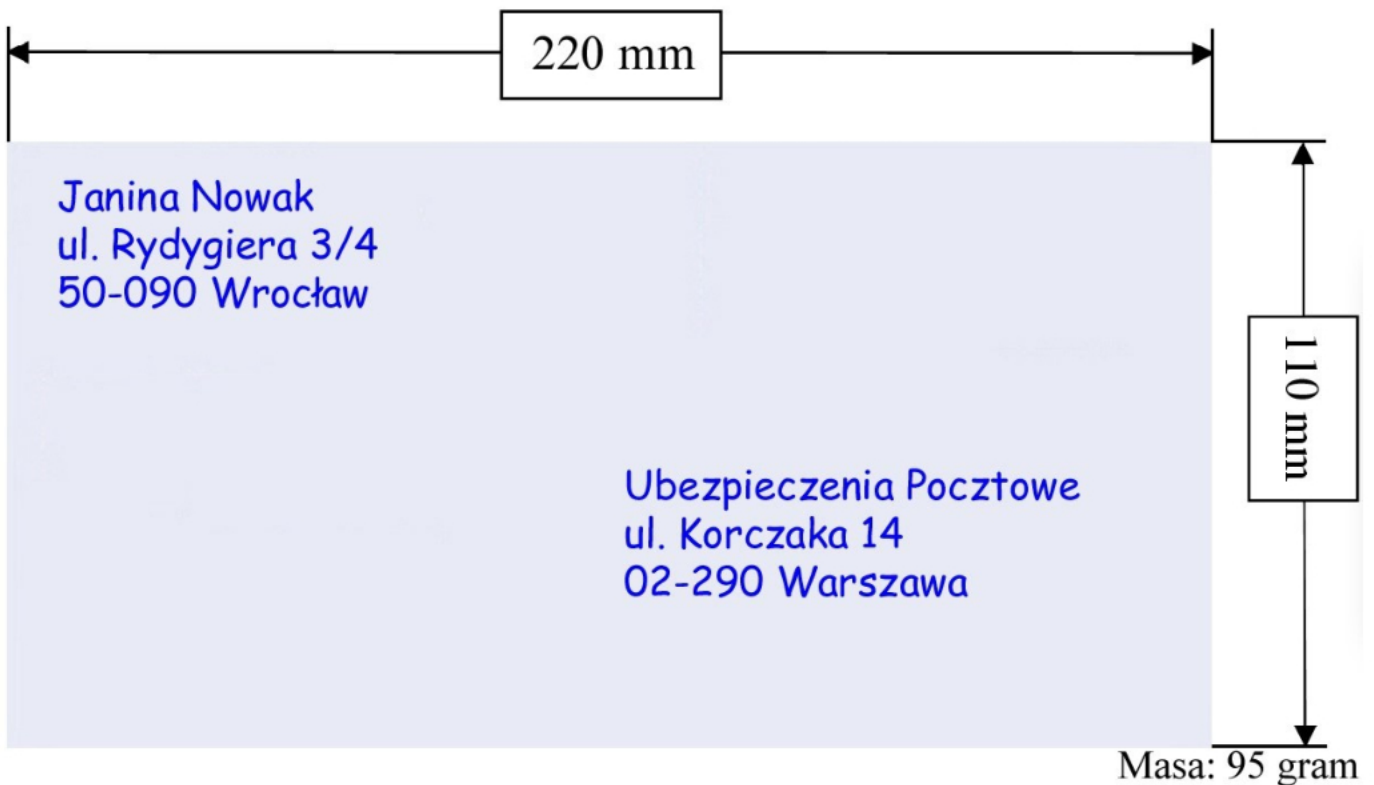 220 mm
Janina Nowak
ul. Rydygiera 3/4
50-090 Wrocław
110 mm
Ubezpieczenia Pocztowe
ul. Korczaka 14
02-290 Warszawa
Masa: 95 gram